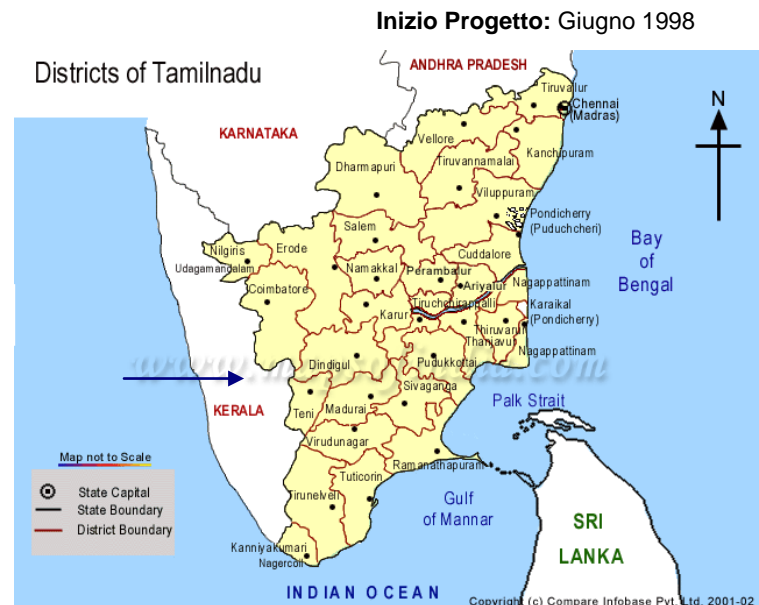 Inizio Progetto: Giugno 1998
Districts of Tamilnadu
ANDHRA PRADESH
Tiruvalur
Chennai
(Madras)
N
KARNATAKA
Vellore
Kanchipuram
Dharmapuri
Tiruvannamalai
Viluppuram
Pondicherry
(Puduchcheri)
Salem
Bay
of
Bengal
Nilgiris
Erode
Cuddalore
Udagamandalam
Namakkal
Perambalur
Coimbatore
Ariyalur
Nagappattinam
Tiruchchirappalli
Karaikal
(Pondicherry)
Karur
Thiruvarur
Thanjavur
Nagappattinam
Dindigul
Pudukkottai
www.mapsofindia.com
Sivaganga
Palk Strait
KERALA
Teni
Madurai
Virudunagar
Map not to Scale
Ramanathapuram
Tuticorin
State Capital
State Boundary
District Boundary
Tirunelveli
Gulf
of Mannar
SRI
LANKA
Kanniyakumari
Nagercoil
INDIAN OCEAN
Copyright (c) Compare Infobase Pvt. Ltd. 2001-02